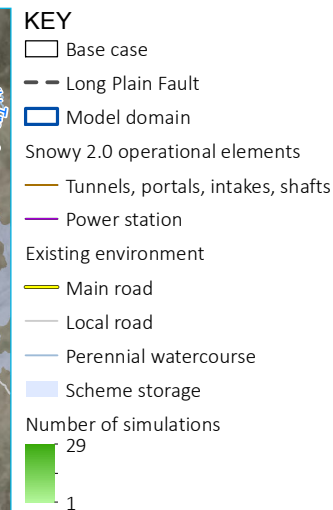 KEY
Base case
Long Plain Fault
Model domain
Snowy 2.0 operational elements
Tunnels, portals, intakes, shafts
Power station
Existing environment
Main road
Local road
Perennial watercourse
Scheme storage
Number of simulations
29
1